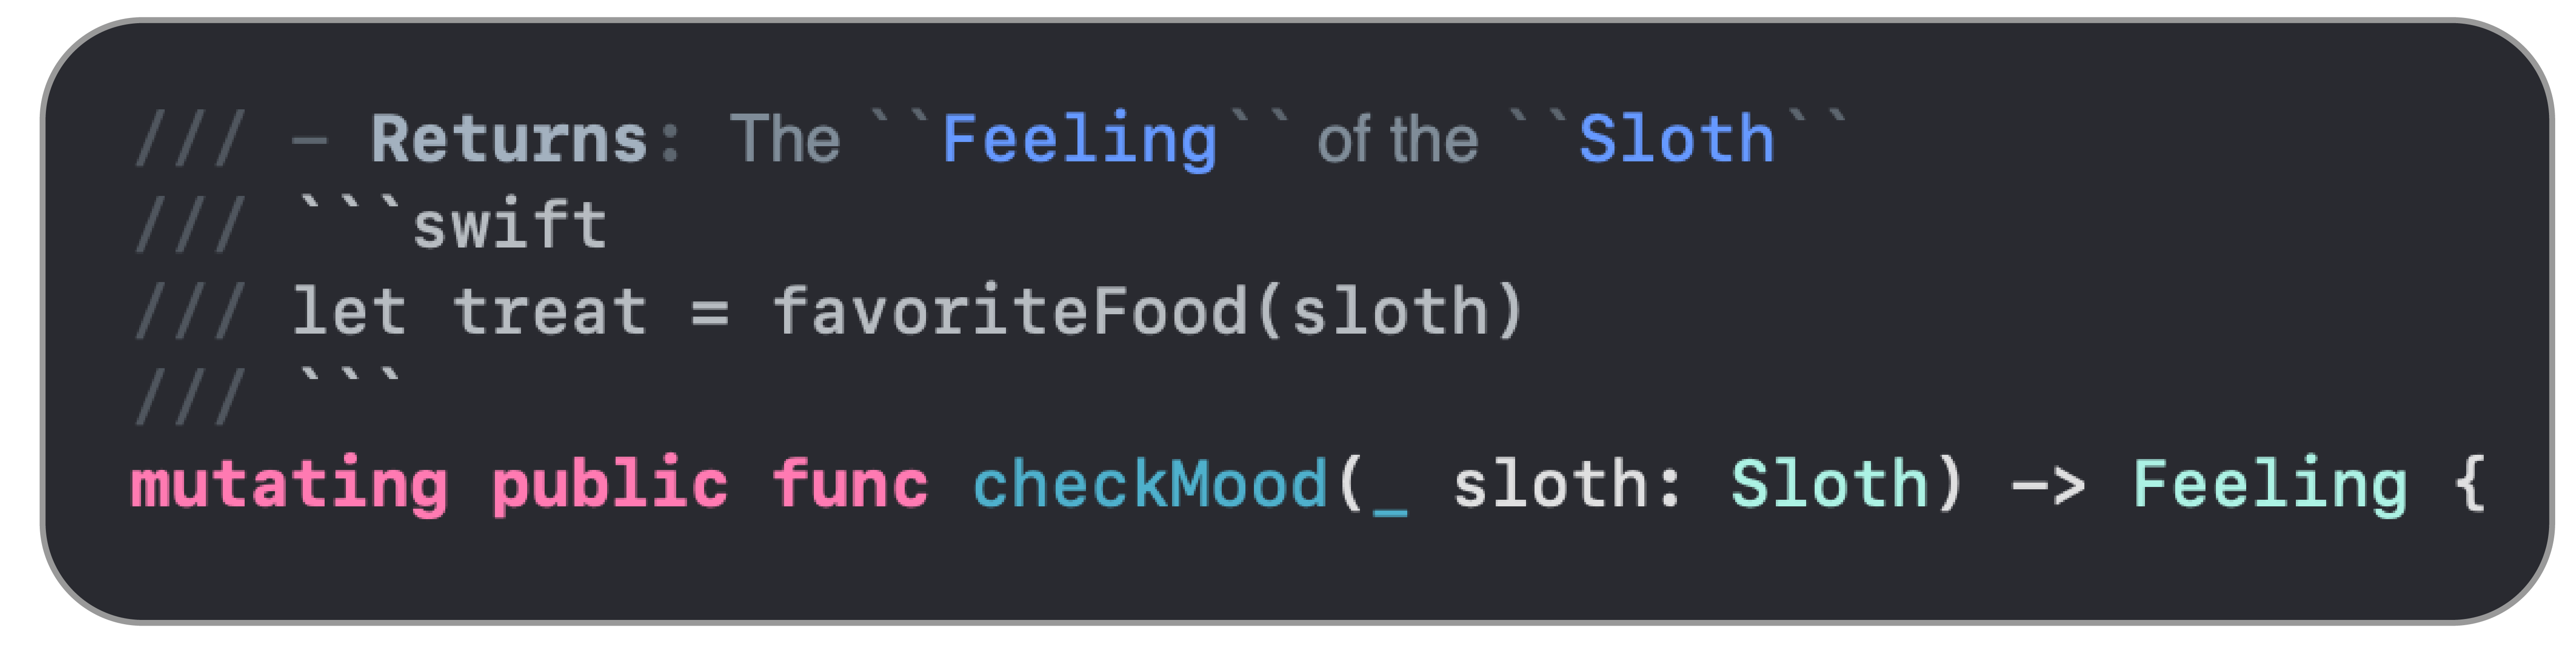 /// - Returns: The ``Feeling`` of the ``Sloth``
/// ```swift
/// let treat = favoriteFood(sloth)
/// ```
mutating public func checkMood(_ sloth: Sloth) -> Feeling {